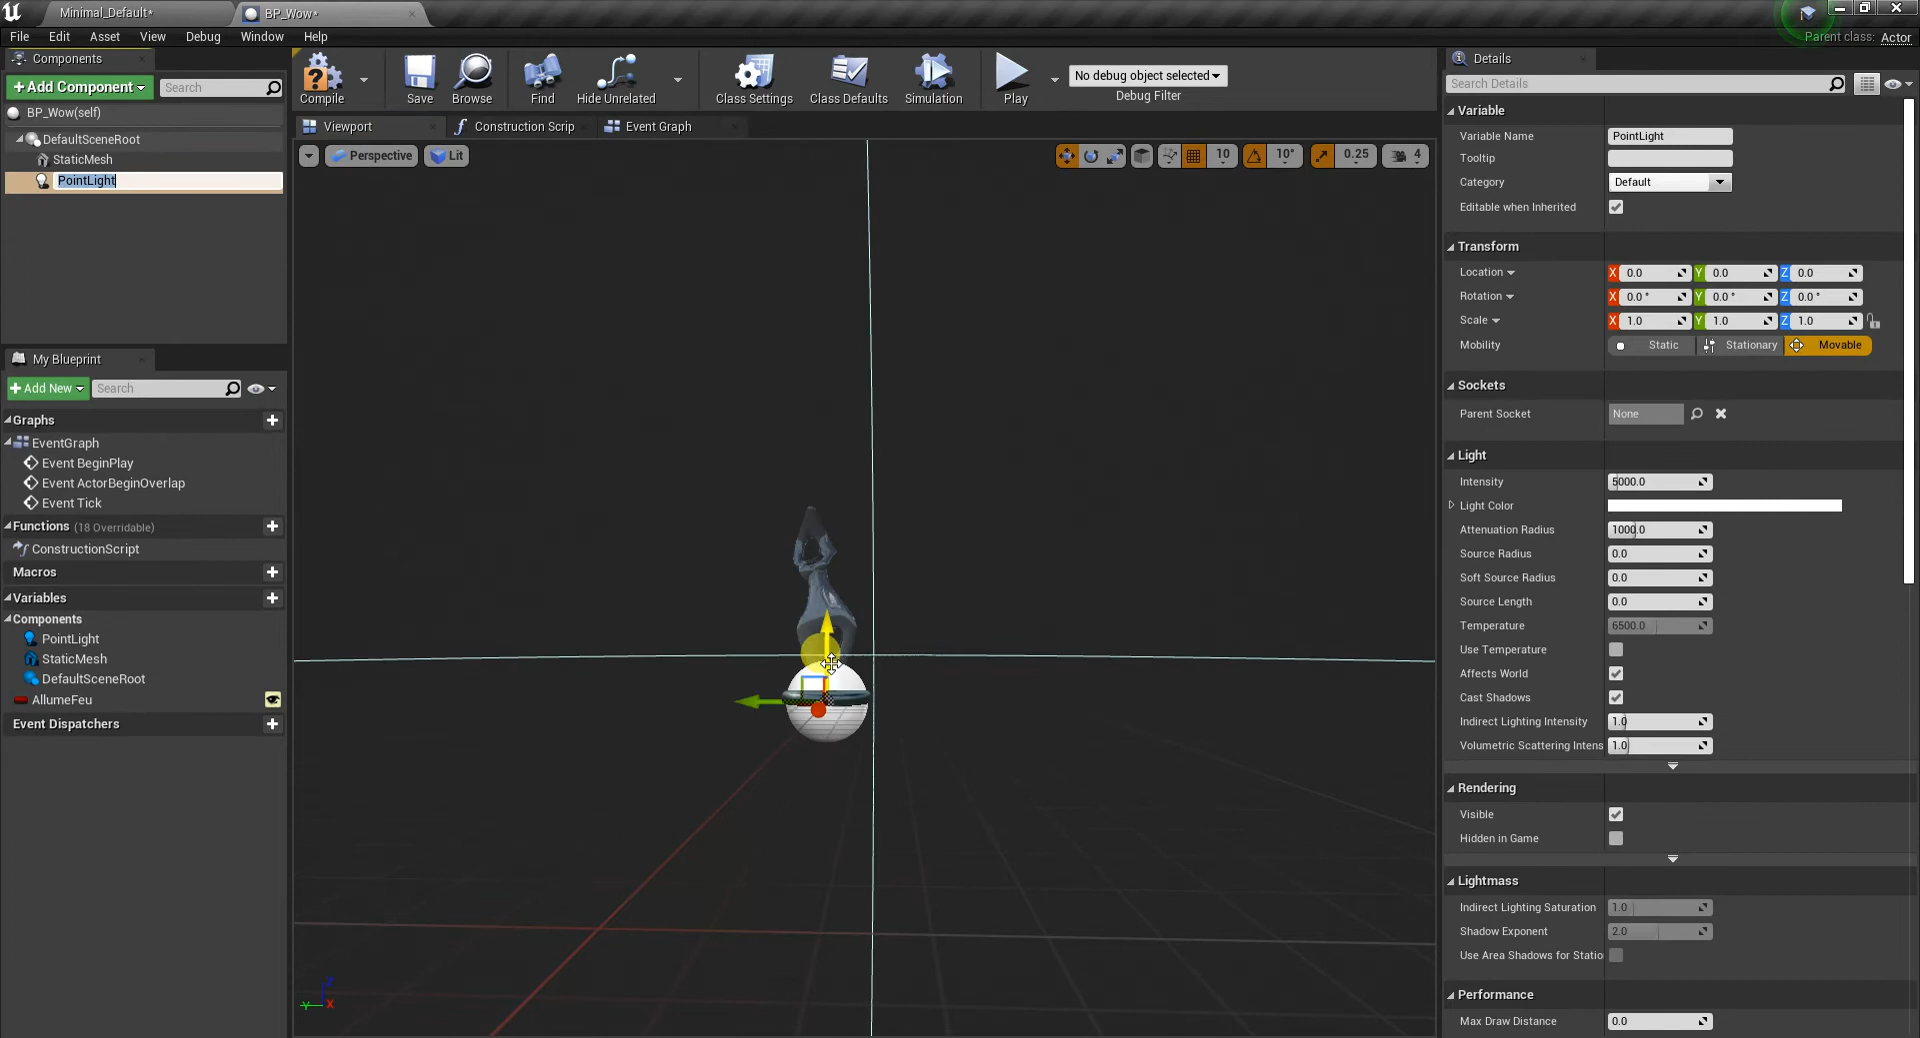 Minimal_Default*
BP_Wow*
File Edit Asset View Debug Window Help
Parent class: Actor
Components
+Add Component
Search
BP_Wow(self)
DefaultSceneRoot
StaticMesh
PointLight
My Blueprint
+Add New
Search
Graphs
EventGraph
Event BeginPlay
Event ActorBeginOverlap
Event Tick
Functions (18 Overridable)
ConstructionScript
Macros
Variables
Components
PointLight
StaticMesh
DefaultSceneRoot
AllumeFeu
Event Dispatchers
Compile
Save
Browse
Find
Hide Unrelated
Class Settings
Class Defaults
Simulation
Play
No debug object selected
Debug Filter
Viewport
Construction Scrip
Event Graph
Perspective
Lit
10
10°
0.25
4
Z
Y
X
Details
Search Details
Variable
Variable Name PointLight
Tooltip
Category Default
Editable when Inherited
Transform
Location X 0.0 Y 0.0 Z 0.0
Rotation X 0.0 ° Y 0.0 ° Z 0.0 °
Scale X 1.0 Y 1.0 Z 1.0
Mobility Static Stationary Movable
Sockets
Parent Socket None
Light
Intensity 5000.0
Light Color
Attenuation Radius 1000.0
Source Radius 0.0
Soft Source Radius 0.0
Source Length 0.0
Temperature 6500.0
Use Temperature
Affects World
Cast Shadows
Indirect Lighting Intensity 1.0
Volumetric Scattering Intens 1.0
Rendering
Visible
Hidden in Game
Lightmass
Indirect Lighting Saturation 1.0
Shadow Exponent 2.0
Use Area Shadows for Statio
Performance
Max Draw Distance 0.0